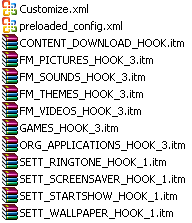 Customize.xml
preloaded_config.xml
CONTENT_DOWNLOAD_HOOK.itm
FM_PICTURES_HOOK_3.itm
FM_SOUNDS_HOOK_3.itm
FM_THEMES_HOOK_3.itm
FM_VIDEOS_HOOK_3.itm
GAMES_HOOK_3.itm
ORG_APPLICATIONS_HOOK_3.itm
SETT_RINGTONE_HOOK_1.itm
SETT_SCREENSAVER_HOOK_1.itm
SETT_STARTSHOW_HOOK_1.itm
SETT_WALLPAPER_HOOK_1.itm